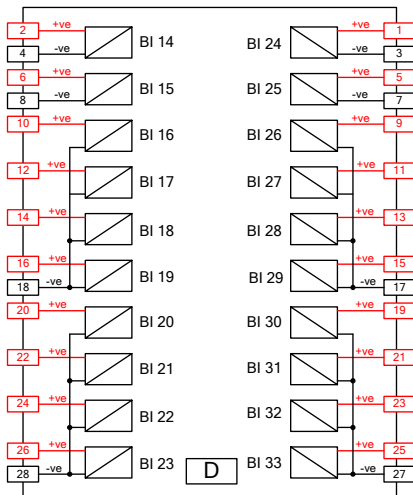 2 +ve BI 14 BI 24 +ve 1
4 -ve -ve 3
6 +ve BI 15 BI 25 +ve 5
8 -ve -ve 7
10 +ve BI 16 BI 26 +ve 9
12 +ve BI 17 BI 27 +ve 11
14 +ve BI 18 BI 28 +ve 13
16 +ve BI 19 BI 29 +ve 15
18 -ve -ve 17
20 +ve BI 20 BI 30 +ve 19
22 +ve BI 21 BI 31 +ve 21
24 +ve BI 22 BI 32 +ve 23
26 +ve BI 23 D BI 33 +ve 25
28 -ve -ve 27